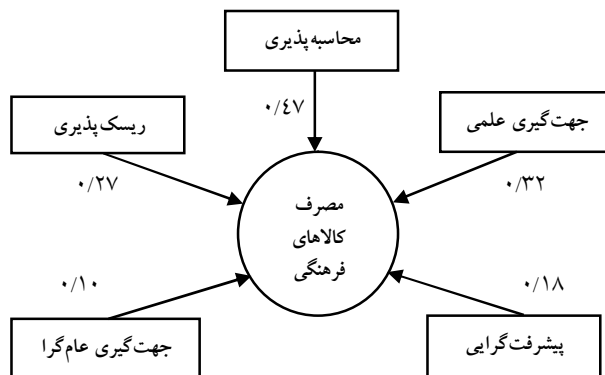 محاسبه‌پذیری
۰/٤٧
ریسک‌پذیری
جهت‌گیری علمی
۰/۲۷
۰/۳۲
مصرف
کالاهای
فرهنگی
۰/۱۰
۰/۱۸
جهت‌گیری عام‌گرا
پیشرفت‌گرایی